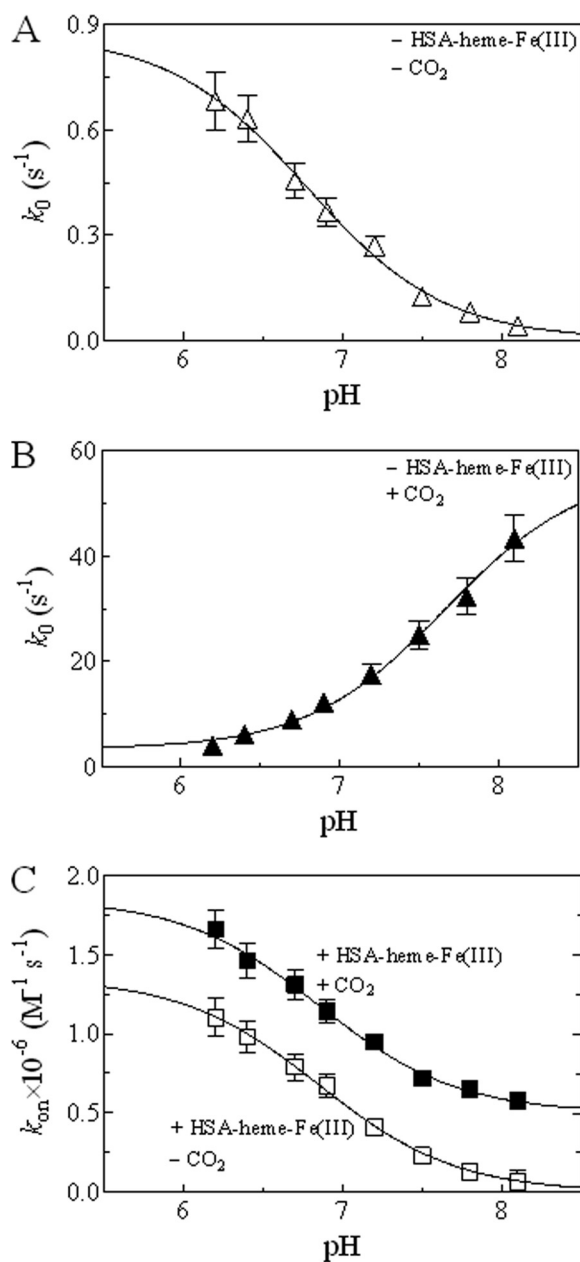 A
0.9
− HSA-heme-Fe(III)
− CO₂
0.6
k₀ (s⁻¹)
0.3
0.0
6 7 8
pH
B
60
− HSA-heme-Fe(III)
+ CO₂
40
k₀ (s⁻¹)
20
0
6 7 8
pH
C
2.0
+ HSA-heme-Fe(III)
+ CO₂
1.5
kₒₙ×10⁻⁶ (M⁻¹ s⁻¹)
1.0
0.5
+ HSA-heme-Fe(III)
− CO₂
0.0
6 7 8
pH